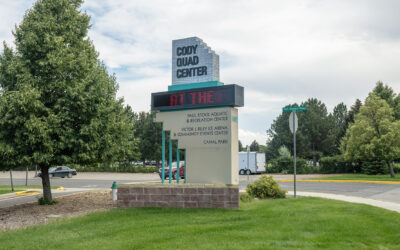 CODY
QUAD
CENTER
AT THE
PAUL STOCK AQUATIC
& RECREATION CENTER
VICTOR J. RILEY ICE ARENA
& COMMUNITY EVENTS CENTER
CANAL PARK